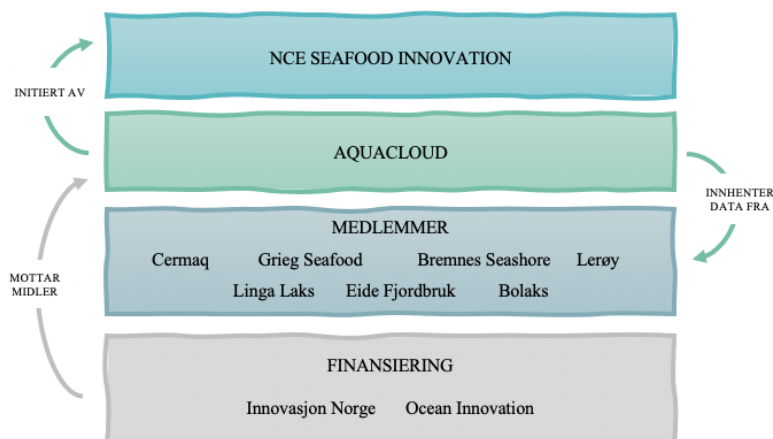 NCE SEAFOOD INNOVATION
INITIERT AV
AQUACLOUD
INNHENTER
DATA FRA
MEDLEMMER
Cermaq Grieg Seafood Bremnes Seashore Lerøy
Linga Laks Eide Fjordbruk Bolaks
MOTTAR
MIDLER
FINANSIERING
Innovasjon Norge Ocean Innovation